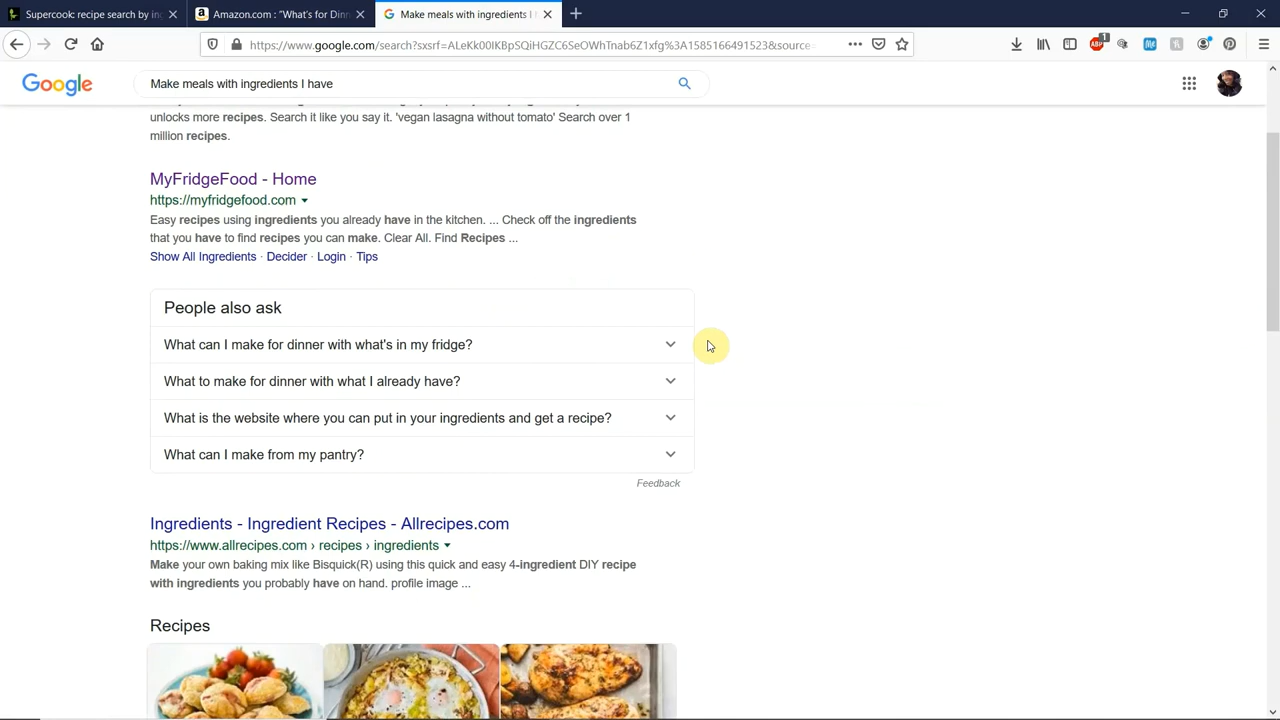 Supercook: recipe search by in
Amazon.com : "What's for Dinn
Make meals with ingredients I
https://www.google.com/search?sxsrf=ALeKk00IKBpSQiHGZC6SeOWhTnab6Z1xfg%3A1585166491523&source=
ABP
1
Google
Make meals with ingredients I have
unlocks more recipes. Search it like you say it. 'vegan lasagna without tomato' Search over 1
million recipes.
MyFridgeFood - Home
https://myfridgefood.com
Easy recipes using ingredients you already have in the kitchen. ... Check off the ingredients
that you have to find recipes you can make. Clear All. Find Recipes ...
Show All Ingredients · Decider · Login · Tips
People also ask
What can I make for dinner with what's in my fridge?
What to make for dinner with what I already have?
What is the website where you can put in your ingredients and get a recipe?
What can I make from my pantry?
Feedback
Ingredients - Ingredient Recipes - Allrecipes.com
https://www.allrecipes.com › recipes › ingredients
Make your own baking mix like Bisquick(R) using this quick and easy 4-ingredient DIY recipe
with ingredients you probably have on hand. profile image ...
Recipes